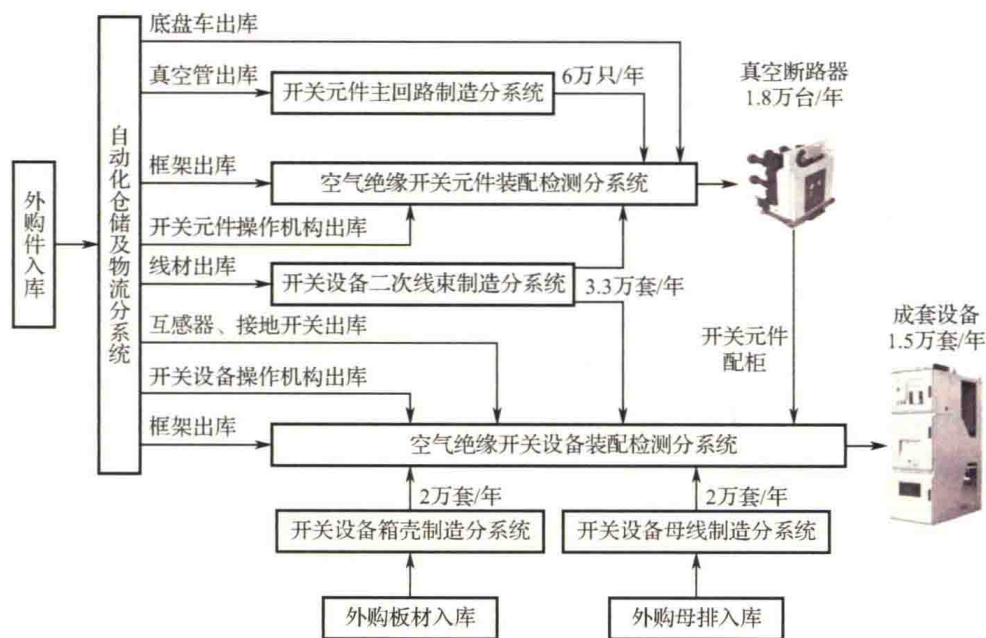 外购件入库
自动化仓储及物流分系统
底盘车出库
真空管出库
开关元件主回路制造分系统
6万只/年
框架出库
空气绝缘开关元件装配检测分系统
真空断路器
1.8万台/年
开关元件操作机构出库
线材出库
开关设备二次线束制造分系统
3.3万套/年
互感器、接地开关出库
开关元件
配柜
成套设备
1.5万套/年
开关设备操作机构出库
框架出库
空气绝缘开关设备装配检测分系统
2万套/年
2万套/年
开关设备箱壳制造分系统
开关设备母线制造分系统
外购板材入库
外购母排入库